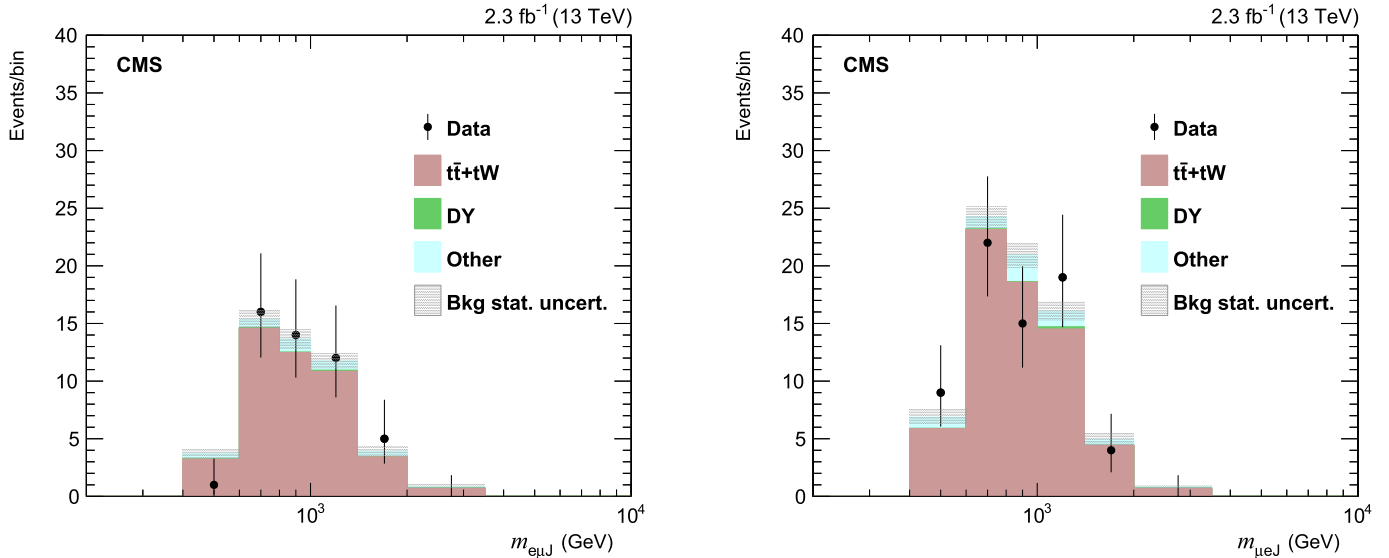 2.3 fb⁻¹ (13 TeV)
Events/bin
40
35
30
25
20
15
10
5
0
CMS
Data
tt̄+tW
DY
Other
Bkg stat. uncert.
10³
10⁴
m_eμJ (GeV)
2.3 fb⁻¹ (13 TeV)
Events/bin
40
35
30
25
20
15
10
5
0
CMS
Data
tt̄+tW
DY
Other
Bkg stat. uncert.
10³
10⁴
m_μeJ (GeV)